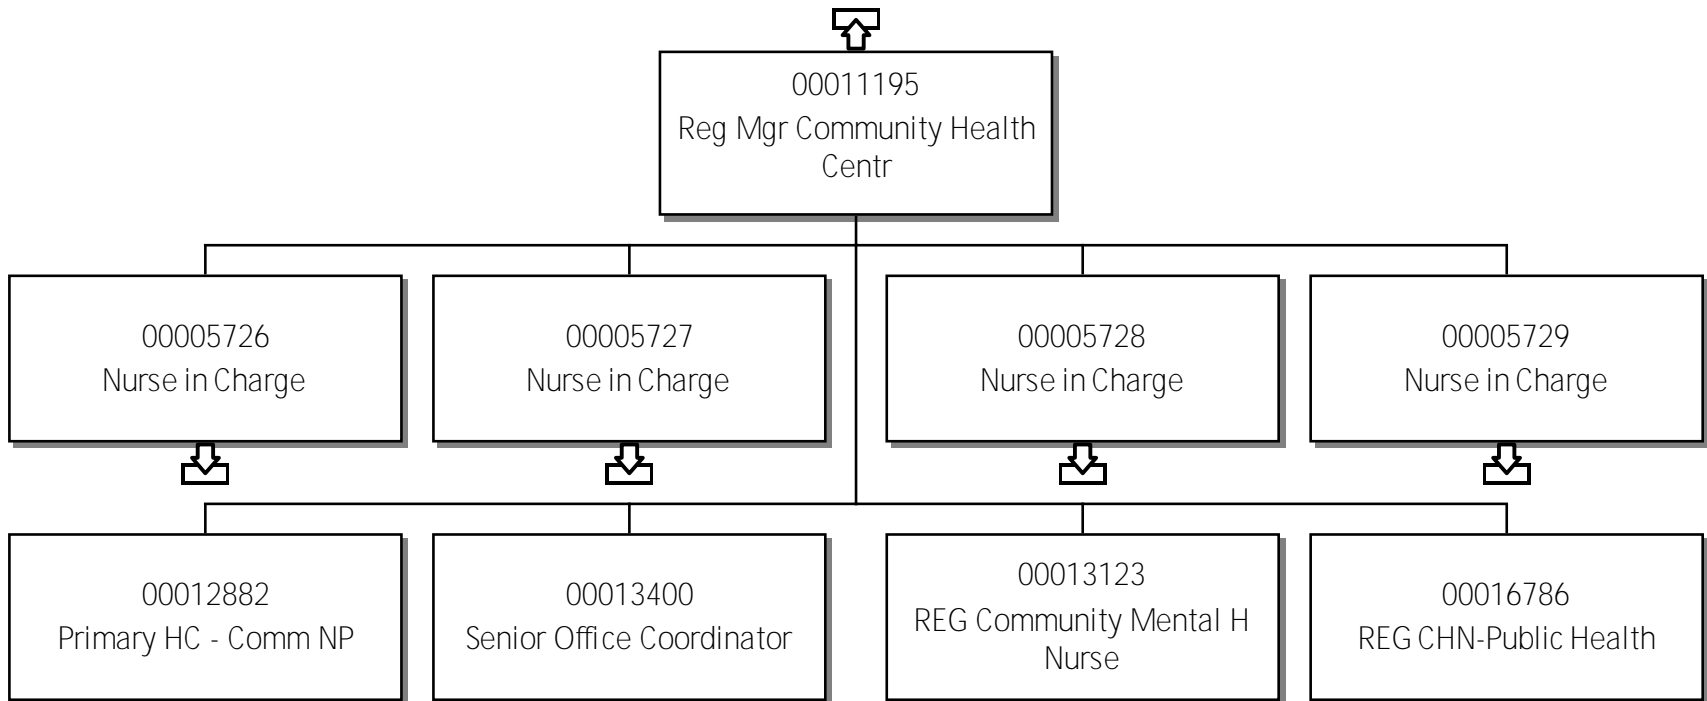 00011195
Reg Mgr Community Health
Centr
00005726
Nurse in Charge
00005727
Nurse in Charge
00005728
Nurse in Charge
00005729
Nurse in Charge
00012882
Primary HC - Comm NP
00013400
Senior Office Coordinator
00013123
REG Community Mental H
Nurse
00016786
REG CHN-Public Health